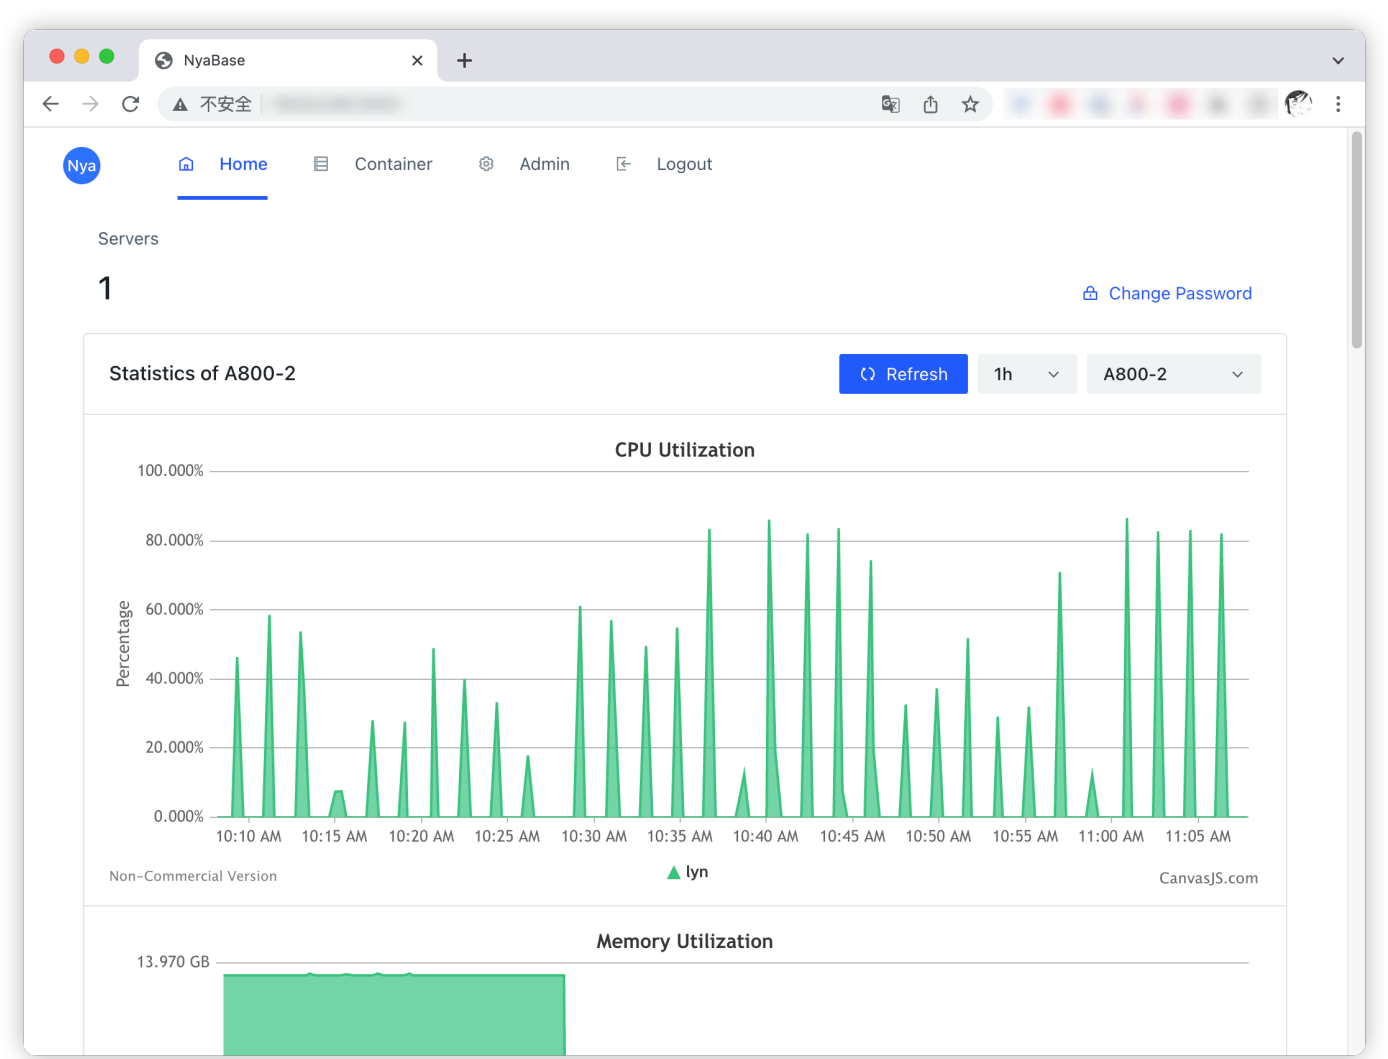 NyaBase
不安全
Nya
Home
Container
Admin
Logout
Servers
1
Change Password
Statistics of A800-2
Refresh
1h
A800-2
CPU Utilization
100.000%
80.000%
60.000%
40.000%
20.000%
0.000%
Percentage
10:10 AM 10:15 AM 10:20 AM 10:25 AM 10:30 AM 10:35 AM 10:40 AM 10:45 AM 10:50 AM 10:55 AM 11:00 AM 11:05 AM
lyn
Non-Commercial Version
CanvasJS.com
Memory Utilization
13.970 GB